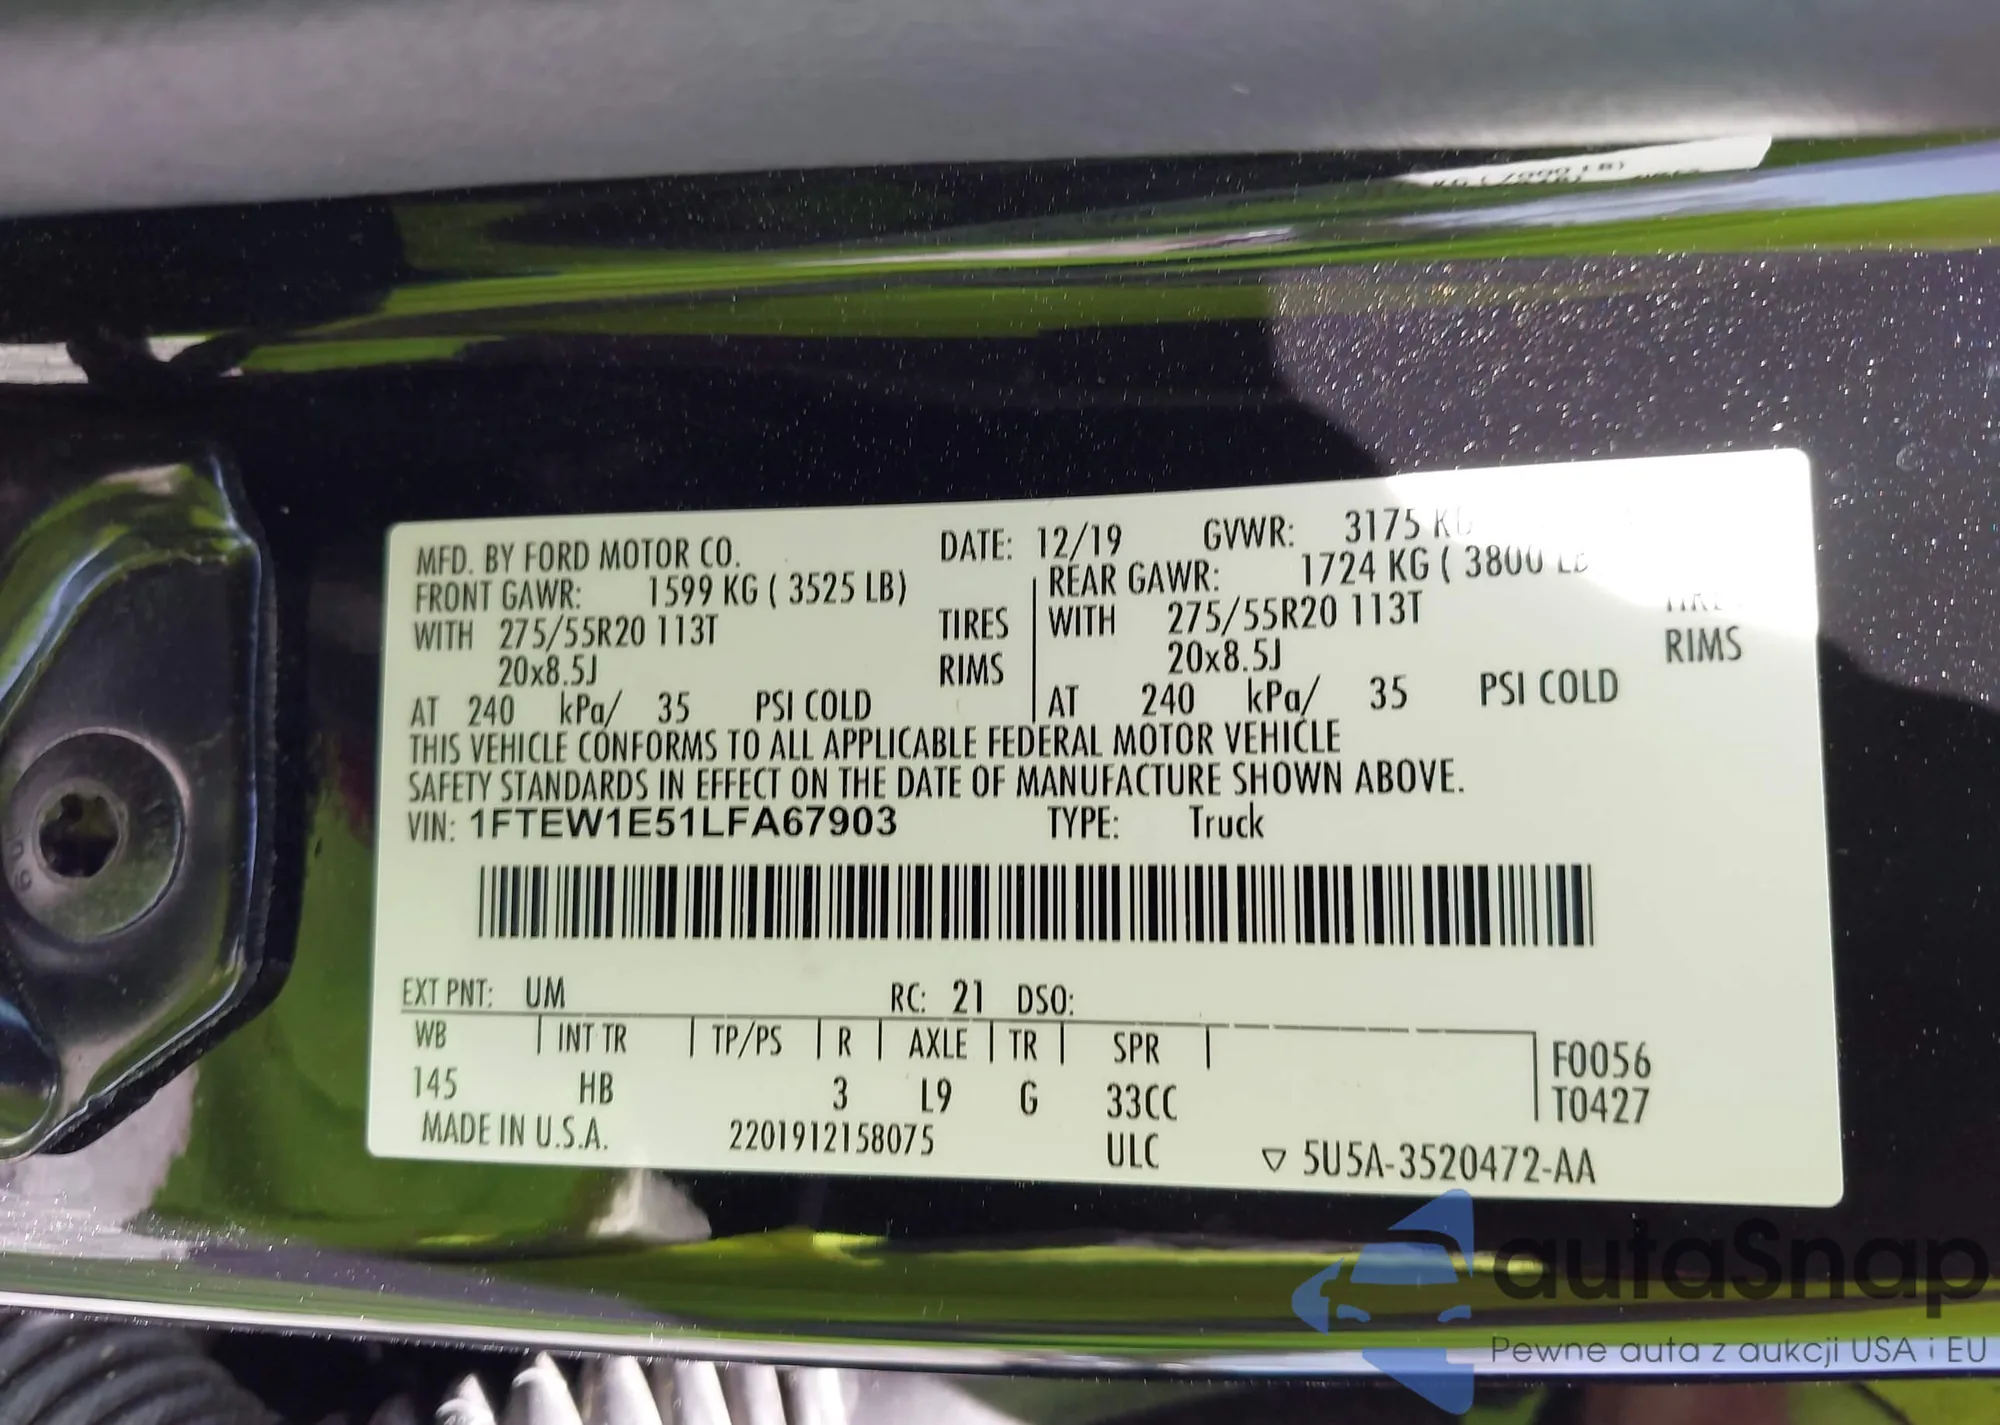 MFD. BY FORD MOTOR CO. DATE: 12/19 GVWR: 3175 KG
FRONT GAWR: 1599 KG ( 3525 LB) REAR GAWR: 1724 KG ( 3800 LB
WITH 275/55R20 113T TIRES WITH 275/55R20 113T
20x8.5J RIMS 20x8.5J RIMS
AT 240 kPa/ 35 PSI COLD AT 240 kPa/ 35 PSI COLD
THIS VEHICLE CONFORMS TO ALL APPLICABLE FEDERAL MOTOR VEHICLE
SAFETY STANDARDS IN EFFECT ON THE DATE OF MANUFACTURE SHOWN ABOVE.
VIN: 1FTEW1E51LFA67903 TYPE: Truck
EXT PNT: UM RC: 21 DSO:
WB INT TR TP/PS R AXLE TR SPR F0056
145 HB 3 L9 G 33CC T0427
MADE IN U.S.A. 2201912158075 ULC ▽ 5U5A-3520472-AA
autaSnap
Pewne auta z aukcji USA i EU